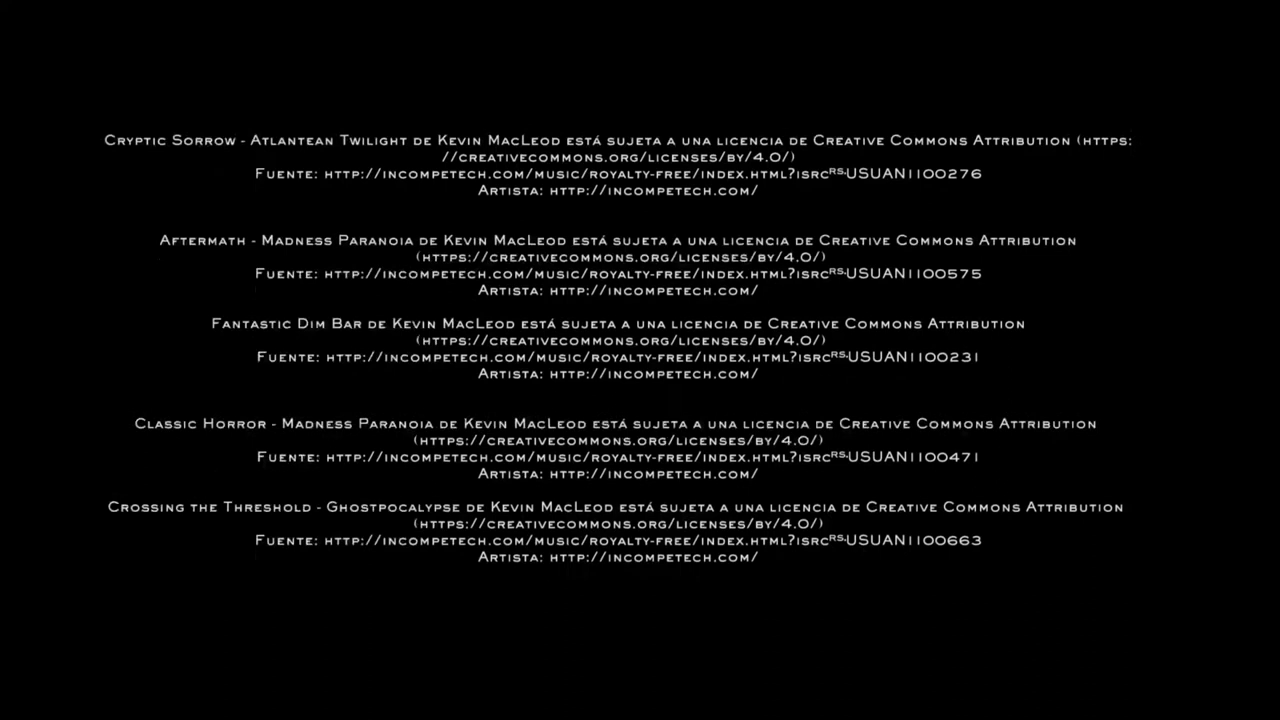 Cryptic Sorrow - Atlantean Twilight de Kevin MacLeod está sujeta a una licencia de Creative Commons Attribution (https:
//creativecommons.org/licenses/by/4.0/)
Fuente: http://incompetech.com/music/royalty-free/index.html?isrcRS.USUAN1100276
Artista: http://incompetech.com/
Aftermath - Madness Paranoia de Kevin MacLeod está sujeta a una licencia de Creative Commons Attribution
(https://creativecommons.org/licenses/by/4.0/)
Fuente: http://incompetech.com/music/royalty-free/index.html?isrcRS.USUAN1100575
Artista: http://incompetech.com/
Fantastic Dim Bar de Kevin MacLeod está sujeta a una licencia de Creative Commons Attribution
(https://creativecommons.org/licenses/by/4.0/)
Fuente: http://incompetech.com/music/royalty-free/index.html?isrcRS.USUAN1100231
Artista: http://incompetech.com/
Classic Horror - Madness Paranoia de Kevin MacLeod está sujeta a una licencia de Creative Commons Attribution
(https://creativecommons.org/licenses/by/4.0/)
Fuente: http://incompetech.com/music/royalty-free/index.html?isrcRS.USUAN1100471
Artista: http://incompetech.com/
Crossing the Threshold - Ghostpocalypse de Kevin MacLeod está sujeta a una licencia de Creative Commons Attribution
(https://creativecommons.org/licenses/by/4.0/)
Fuente: http://incompetech.com/music/royalty-free/index.html?isrcRS.USUAN1100663
Artista: http://incompetech.com/